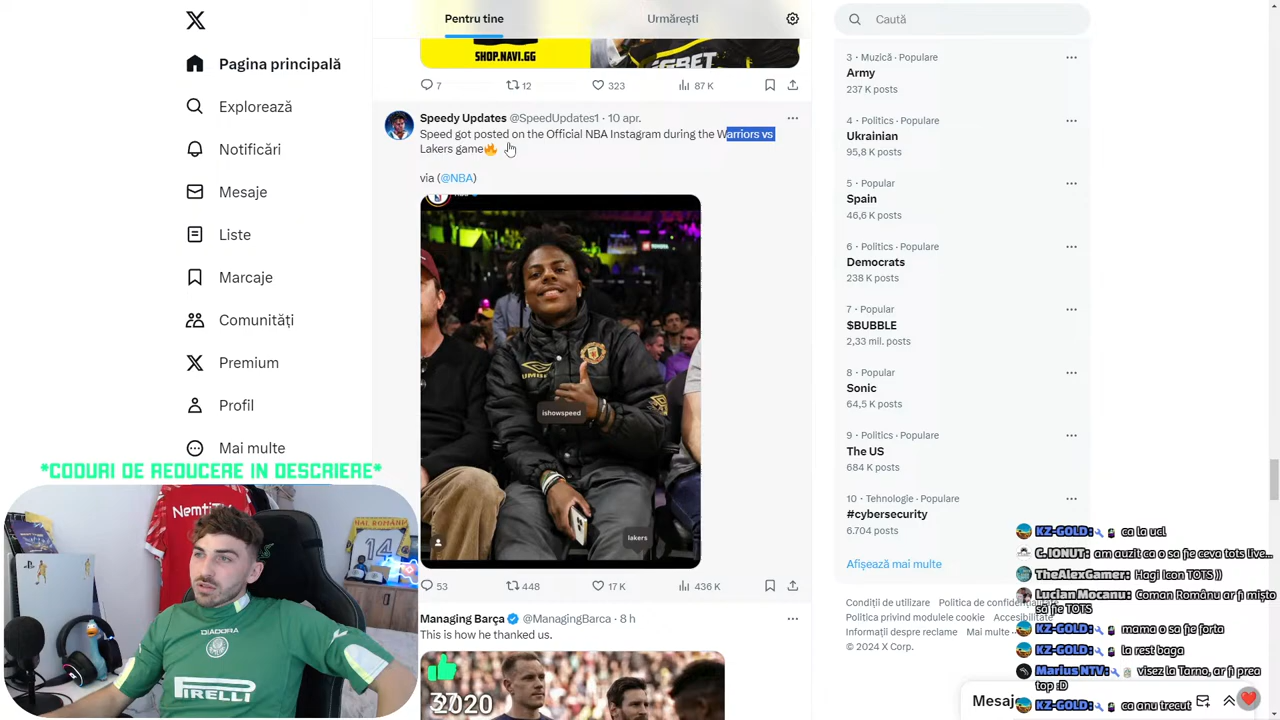 Pentru tine
Urmărești
Caută
Pagina principală
Explorează
Notificări
Mesaje
Liste
Marcaje
Comunități
Premium
Profil
Mai multe
SHOP.NAVI.GG
GGBET
7
12
323
87 K
Speedy Updates @SpeedUpdates1 · 10 apr.
Speed got posted on the Official NBA Instagram during the Warriors vs
Lakers game🔥
via (@NBA)
TOYOTA
UMBRO
ishowspeed
lakers
53
448
17 K
436 K
Managing Barça @ManagingBarca · 8 h
This is how he thanked us.
2020
3 · Muzică · Populare
Army
237 K posts
4 · Politics · Populare
Ukrainian
95,8 K posts
5 · Popular
Spain
46,6 K posts
6 · Politics · Populare
Democrats
238 K posts
7 · Popular
$BUBBLE
2,33 mil. posts
8 · Popular
Sonic
64,5 K posts
9 · Politics · Populare
The US
684 K posts
10 · Tehnologie · Populare
#cybersecurity
6.704 posts
Afișează mai multe
Condiții de utilizare Politica de confidențialitate
Politica privind modulele cookie Accesibilitate
Informații despre reclame Mai multe ···
© 2024 X Corp.
Mesaje
*CODURI DE REDUCERE IN DESCRIERE*
NemTi
14
DIADORA
PIRELLI
KZ-GOLD: ca la ucl
C.IONUT: am auzit ca o sa fie ceva tots live...
TheAlexGamer: Hagi Icon TOTS ))
Lucian Mocanu: Coman Românu ar fi mișto
să fie TOTS
KZ-GOLD: mama o sa fie forta
KZ-GOLD: la rest baga
Marius NTV: visez la Tamo, ar fi prea
top :D
KZ-GOLD: ca anu trecut